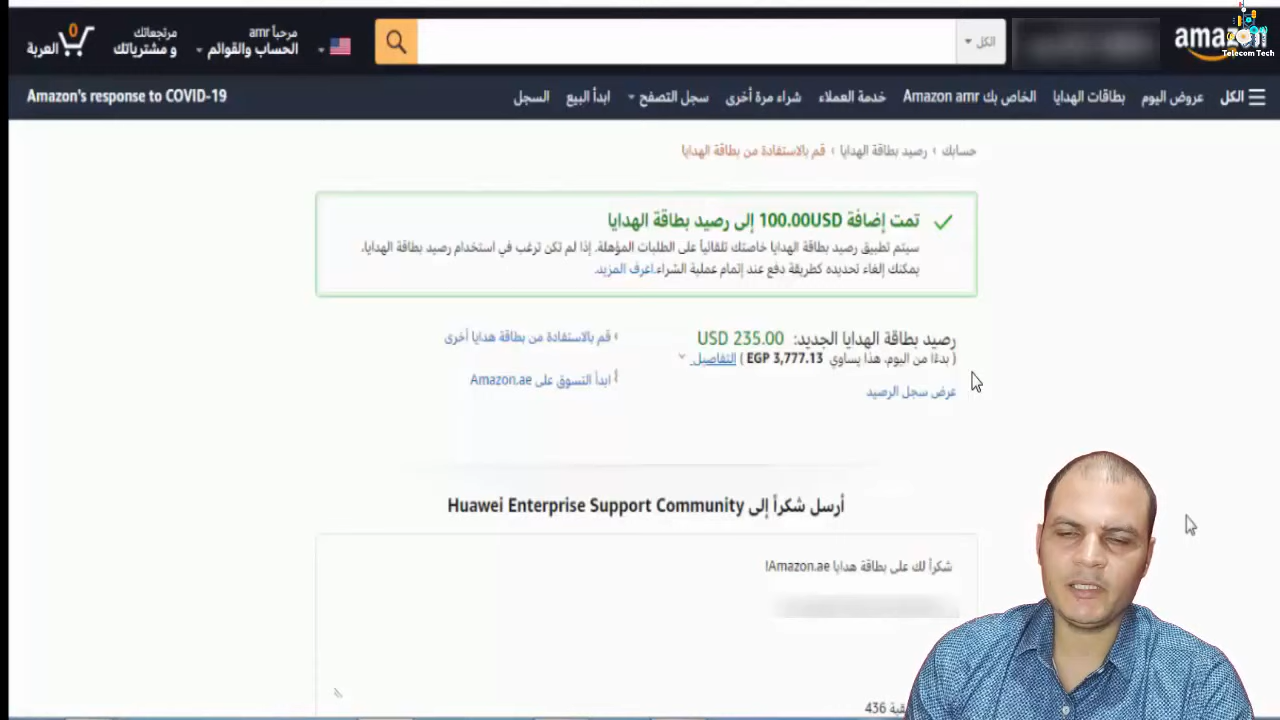 Telecom Tech
amazon
الكل
مرحباً amr
الحساب والقوائم
مرتجعاتك
و مشترياتك
0
العربة
الكل
عروض اليوم
بطاقات الهدايا
الخاص بك Amazon amr
خدمة العملاء
شراء مرة أخرى
سجل التصفح
ابدأ البيع
السجل
Amazon's response to COVID-19
حسابك › رصيد بطاقة الهدايا › قم بالاستفادة من بطاقة الهدايا
تمت إضافة 100.00USD إلى رصيد بطاقة الهدايا
سيتم تطبيق رصيد بطاقة الهدايا خاصتك تلقائياً على الطلبات المؤهلة. إذا لم تكن ترغب في استخدام رصيد بطاقة الهدايا،
يمكنك إلغاء تحديده كطريقة دفع عند إتمام عملية الشراء.اعرف المزيد.
رصيد بطاقة الهدايا الجديد: USD 235.00
( بدءًا من اليوم، هذا يساوي EGP 3,777.13 ) التفاصيل
عرض سجل الرصيد
› قم بالاستفادة من بطاقة هدايا أخرى
› ابدأ التسوق على Amazon.ae
أرسل شكراً إلى Huawei Enterprise Support Community
شكراً لك على بطاقة هدايا Amazon.ae!
436